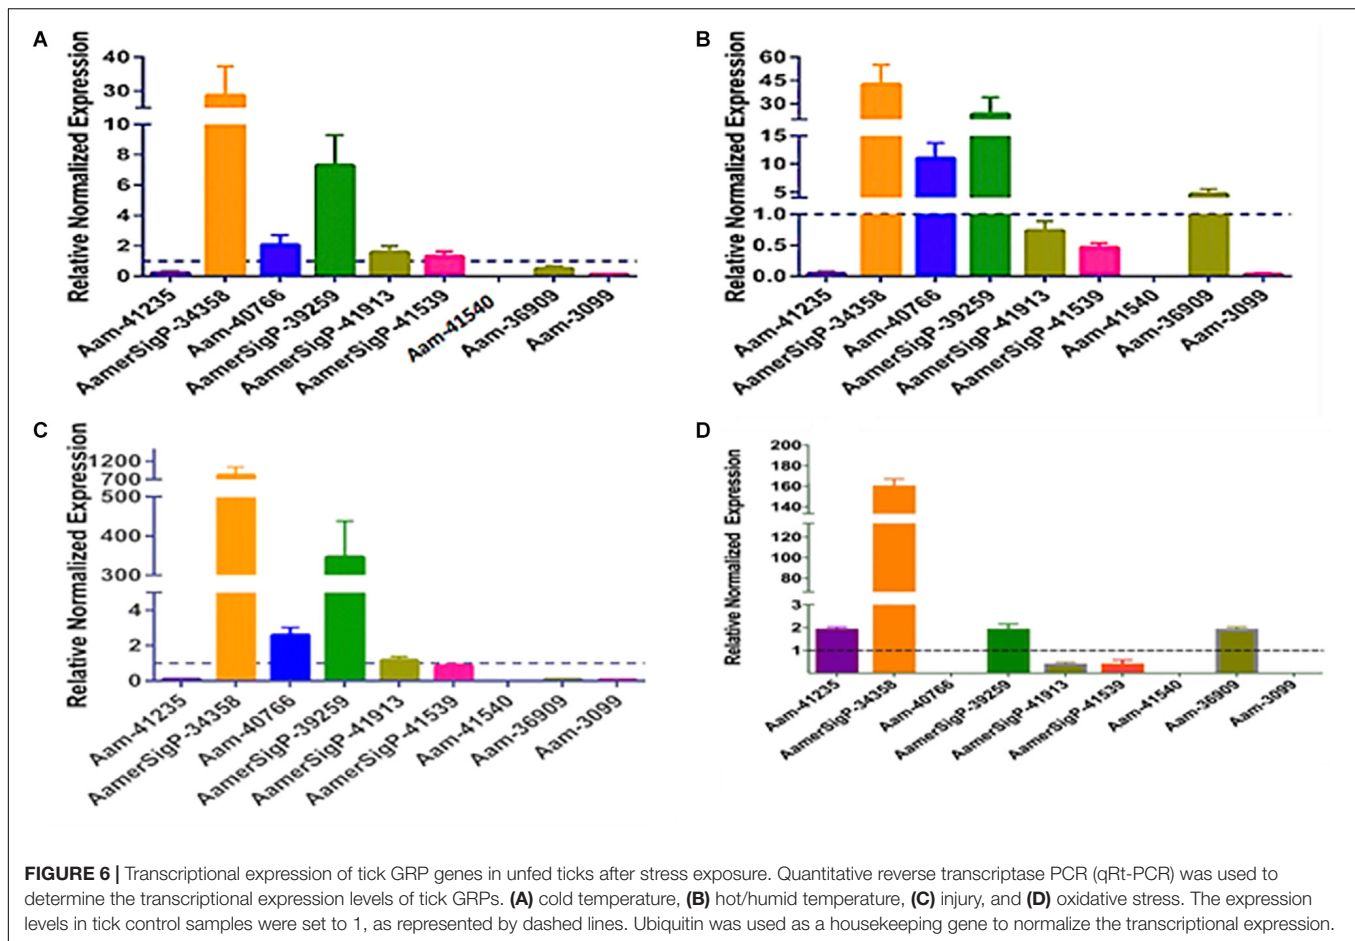 A
Relative Normalized Expression
40
30
10
8
6
4
2
0
Aam-41235
AamerSigP-34358
Aam-40766
AamerSigP-39259
AamerSigP-41913
AamerSigP-41539
Aam-41540
Aam-36909
Aam-3099
B
Relative Normalized Expression
60
45
30
15
10
5
1.0
0.5
0.0
Aam-41235
AamerSigP-34358
Aam-40766
AamerSigP-39259
AamerSigP-41913
AamerSigP-41539
Aam-41540
Aam-36909
Aam-3099
C
Relative Normalized Expression
1200
700
500
400
300
4
2
0
Aam-41235
AamerSigP-34358
Aam-40766
AamerSigP-39259
AamerSigP-41913
AamerSigP-41539
Aam-41540
Aam-36909
Aam-3099
D
Relative Normalized Expression
200
180
160
140
120
100
80
3
2
1
Aam-41235
AamerSigP-34358
Aam-40766
AamerSigP-39259
AamerSigP-41913
AamerSigP-41539
Aam-41540
Aam-36909
Aam-3099
FIGURE 6 | Transcriptional expression of tick GRP genes in unfed ticks after stress exposure. Quantitative reverse transcriptase PCR (qRt-PCR) was used to
determine the transcriptional expression levels of tick GRPs. (A) cold temperature, (B) hot/humid temperature, (C) injury, and (D) oxidative stress. The expression
levels in tick control samples were set to 1, as represented by dashed lines. Ubiquitin was used as a housekeeping gene to normalize the transcriptional expression.